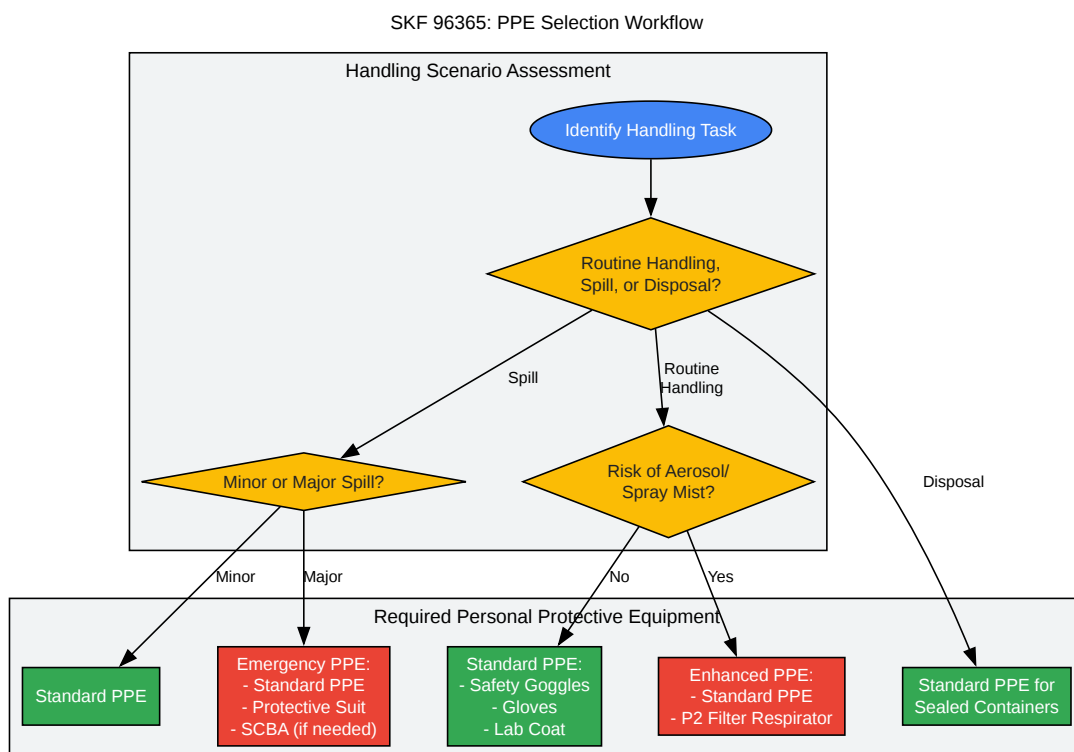 SKF 96365: PPE Selection Workflow
Handling Scenario Assessment
Identify Handling Task
Routine Handling,
Spill, or Disposal?
Spill
Routine
Handling
Minor or Major Spill?
Risk of Aerosol/
Spray Mist?
Disposal
Minor
Major
No
Yes
Required Personal Protective Equipment
Standard PPE
Emergency PPE:
- Standard PPE
- Protective Suit
- SCBA (if needed)
Standard PPE:
- Safety Goggles
- Gloves
- Lab Coat
Enhanced PPE:
- Standard PPE
- P2 Filter Respirator
Standard PPE for
Sealed Containers